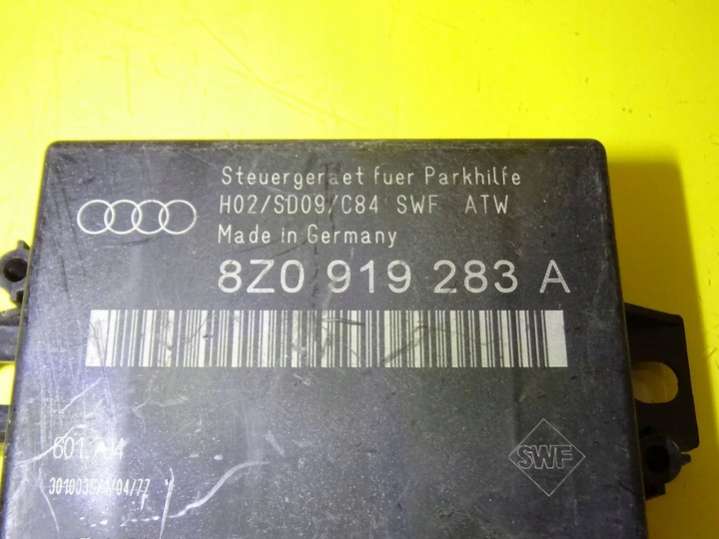 Steuergeraet fuer Parkhilfe
H02/SD09/C84 SWF ATW
Made in Germany
8Z0 919 283 A
SWF